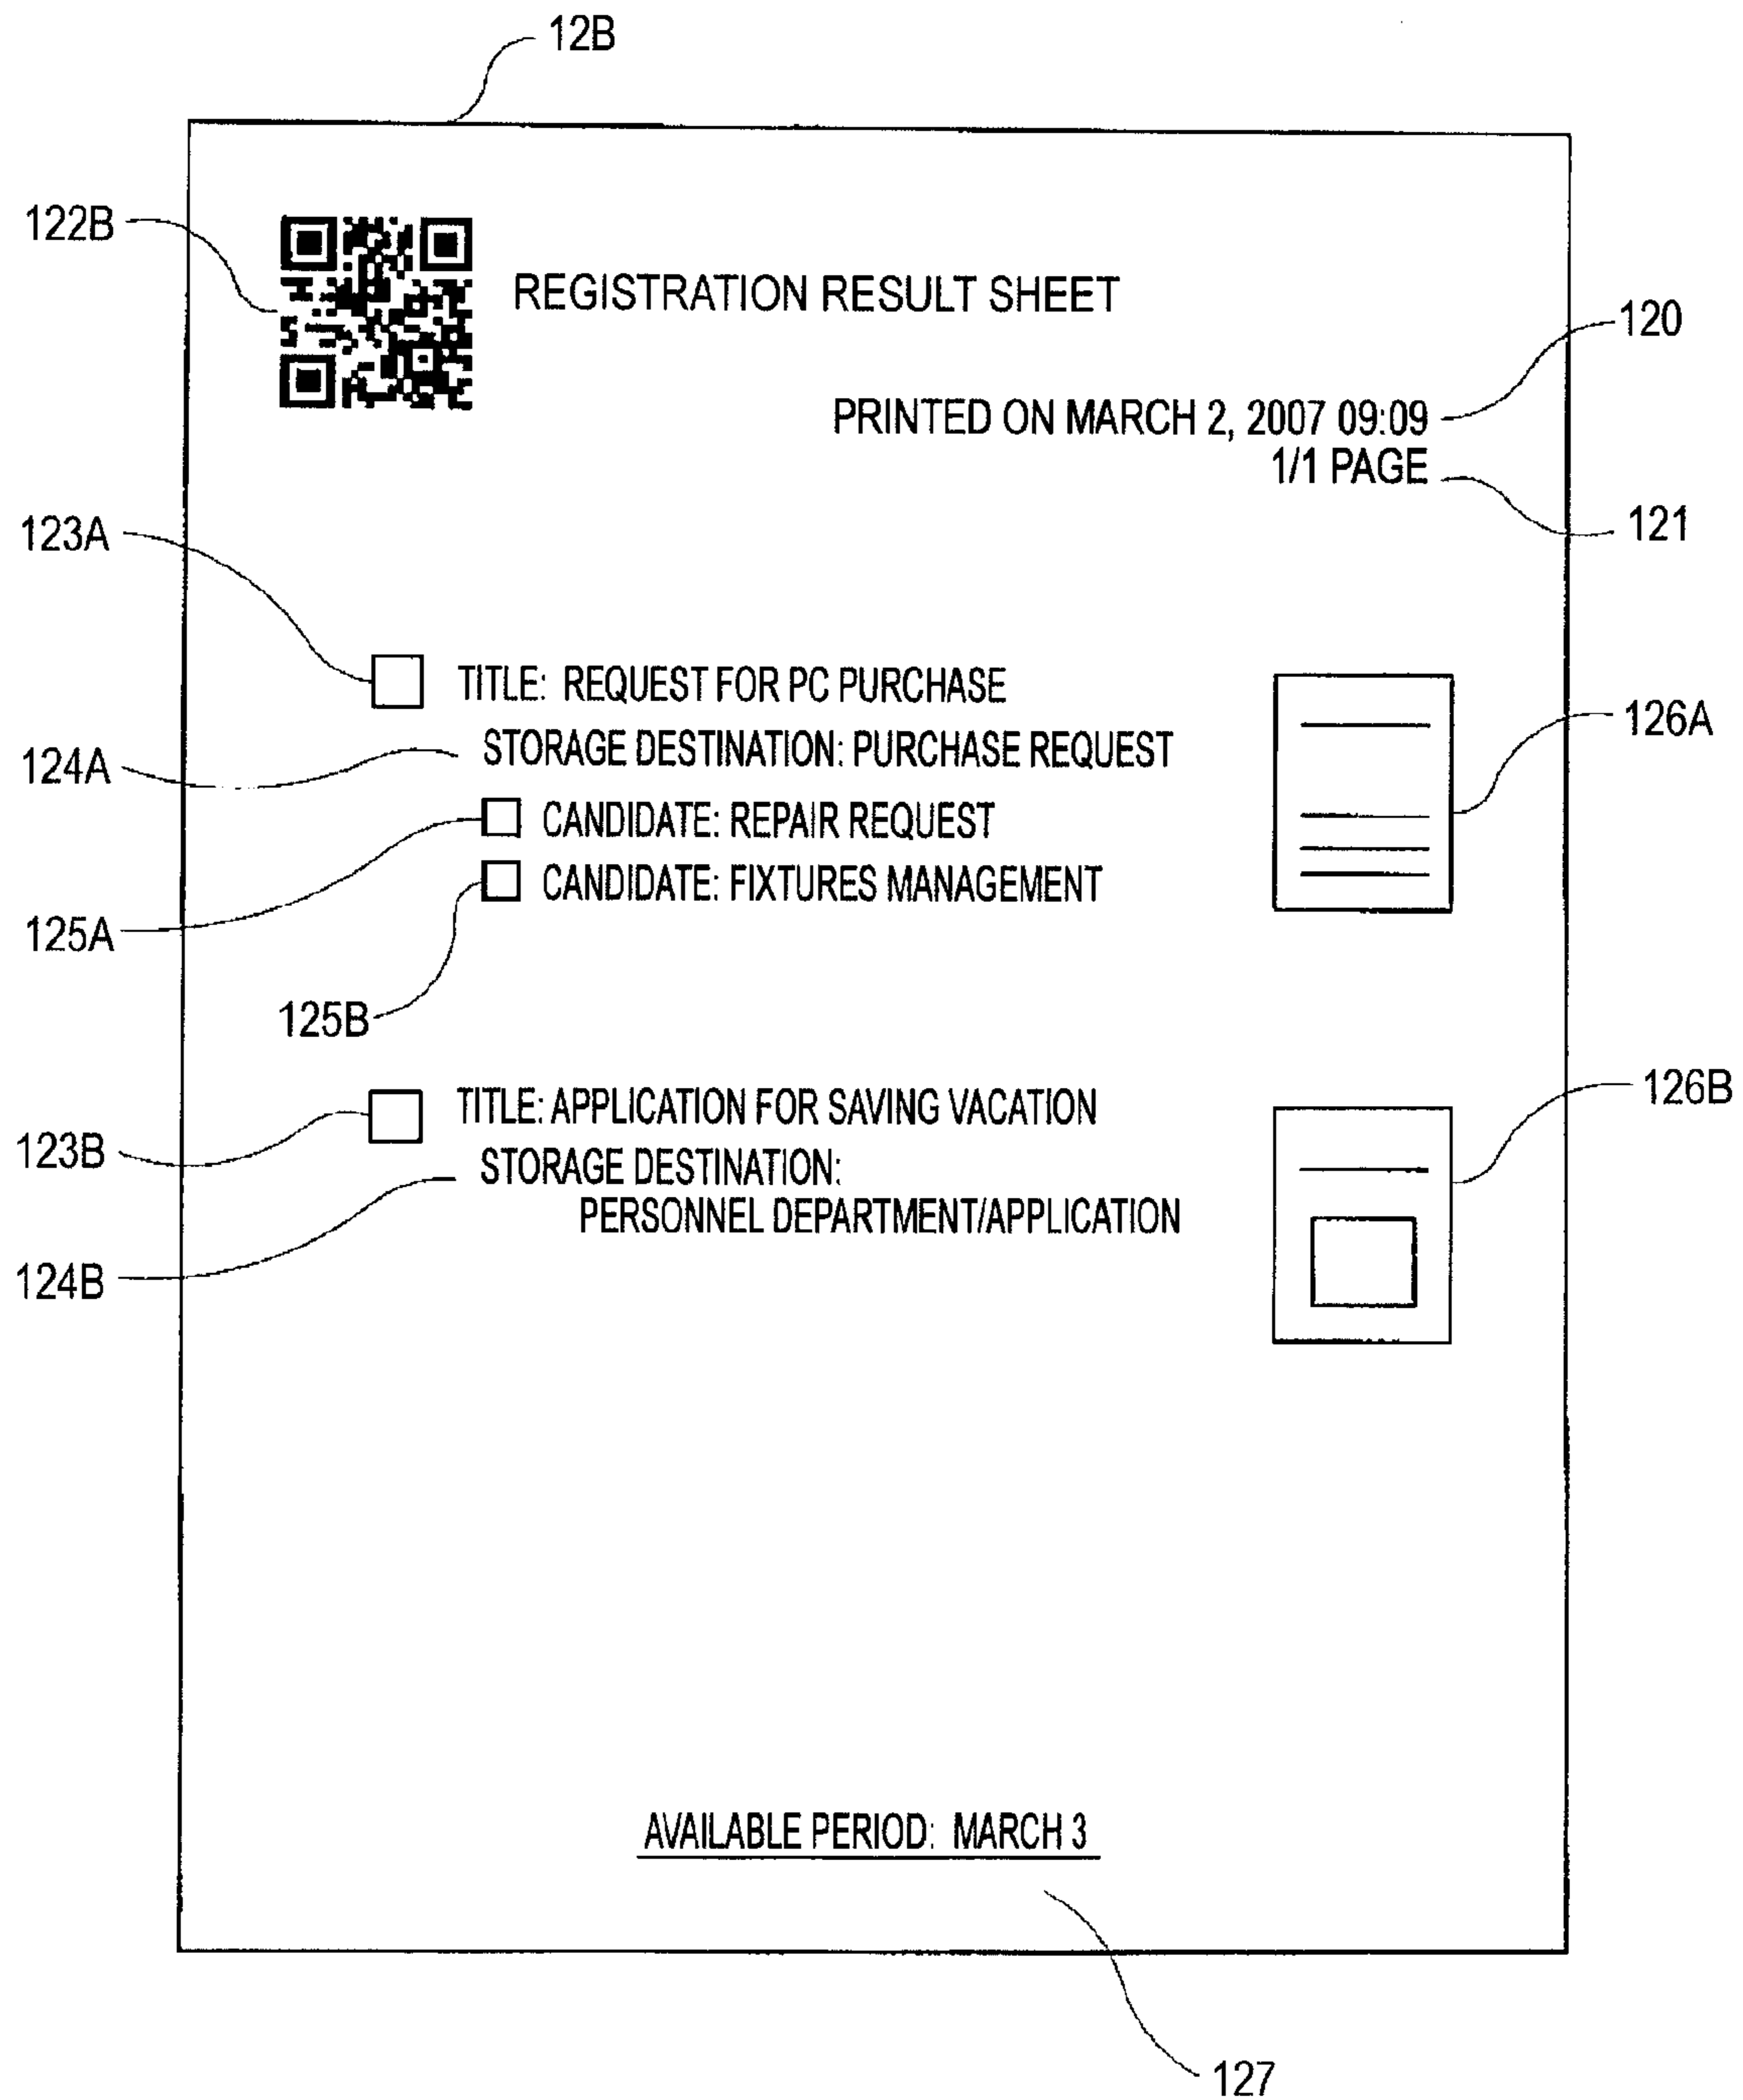 12B
122B
REGISTRATION RESULT SHEET
120
PRINTED ON MARCH 2, 2007 09:09
1/1 PAGE
121
123A
TITLE: REQUEST FOR PC PURCHASE
126A
124A
STORAGE DESTINATION: PURCHASE REQUEST
CANDIDATE: REPAIR REQUEST
CANDIDATE: FIXTURES MANAGEMENT
125A
125B
TITLE: APPLICATION FOR SAVING VACATION
126B
123B
STORAGE DESTINATION:
PERSONNEL DEPARTMENT/APPLICATION
124B
AVAILABLE PERIOD: MARCH 3
127